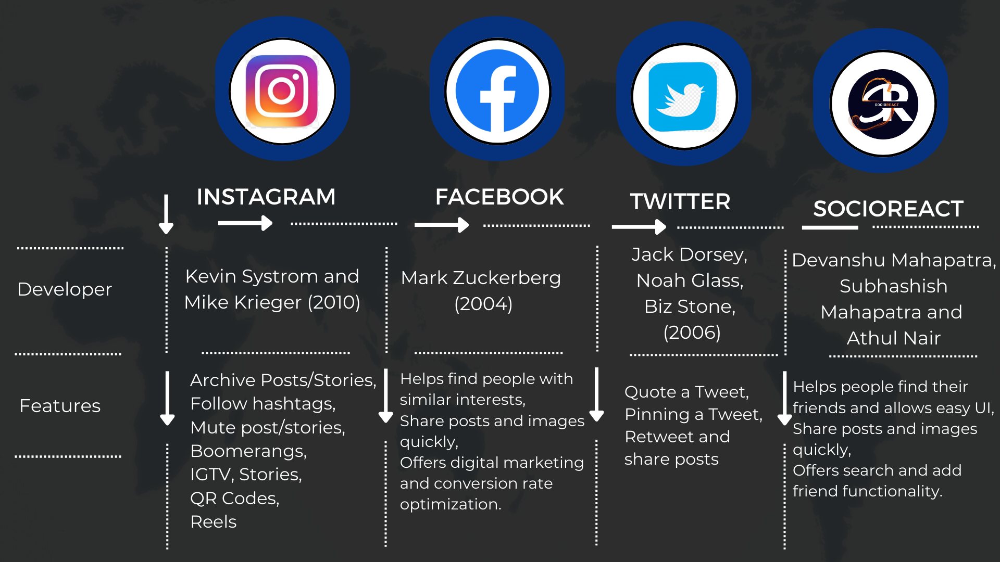 SOCIOREACT
INSTAGRAM
FACEBOOK
TWITTER
SOCIOREACT
Developer
Kevin Systrom and
Mike Krieger (2010)
Mark Zuckerberg
(2004)
Jack Dorsey,
Noah Glass,
Biz Stone,
(2006)
Devanshu Mahapatra,
Subhashish
Mahapatra and
Athul Nair
Features
Archive Posts/Stories,
Follow hashtags,
Mute post/stories,
Boomerangs,
IGTV, Stories,
QR Codes,
Reels
Helps find people with
similar interests,
Share posts and images
quickly,
Offers digital marketing
and conversion rate
optimization.
Quote a Tweet,
Pinning a Tweet,
Retweet and
share posts
Helps people find their
friends and allows easy UI,
Share posts and images
quickly,
Offers search and add
friend functionality.